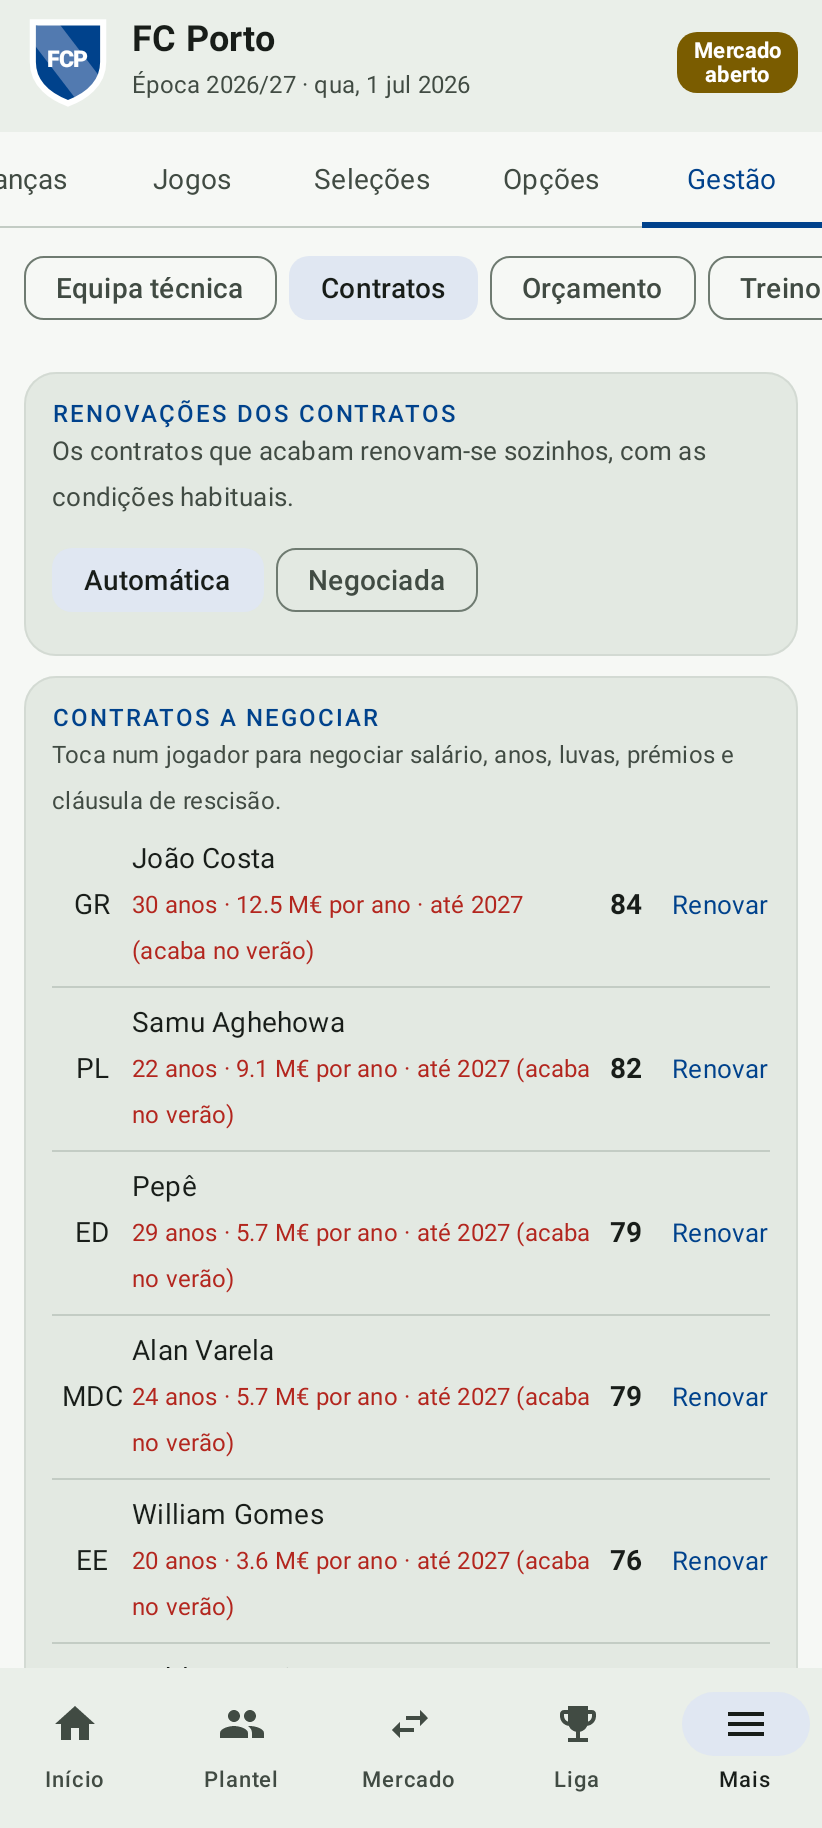 FCP
FC Porto
Época 2026/27 · qua, 1 jul 2026
Mercado
aberto
anças
Jogos
Seleções
Opções
Gestão
Equipa técnica
Contratos
Orçamento
Treino
RENOVAÇÕES DOS CONTRATOS
Os contratos que acabam renovam-se sozinhos, com as
condições habituais.
Automática
Negociada
CONTRATOS A NEGOCIAR
Toca num jogador para negociar salário, anos, luvas, prémios e
cláusula de rescisão.
João Costa
GR 30 anos · 12.5 M€ por ano · até 2027 84 Renovar
(acaba no verão)
Samu Aghehowa
PL 22 anos · 9.1 M€ por ano · até 2027 (acaba 82 Renovar
no verão)
Pepê
ED 29 anos · 5.7 M€ por ano · até 2027 (acaba 79 Renovar
no verão)
Alan Varela
MDC 24 anos · 5.7 M€ por ano · até 2027 (acaba 79 Renovar
no verão)
William Gomes
EE 20 anos · 3.6 M€ por ano · até 2027 (acaba 76 Renovar
no verão)
Início
Plantel
Mercado
Liga
Mais